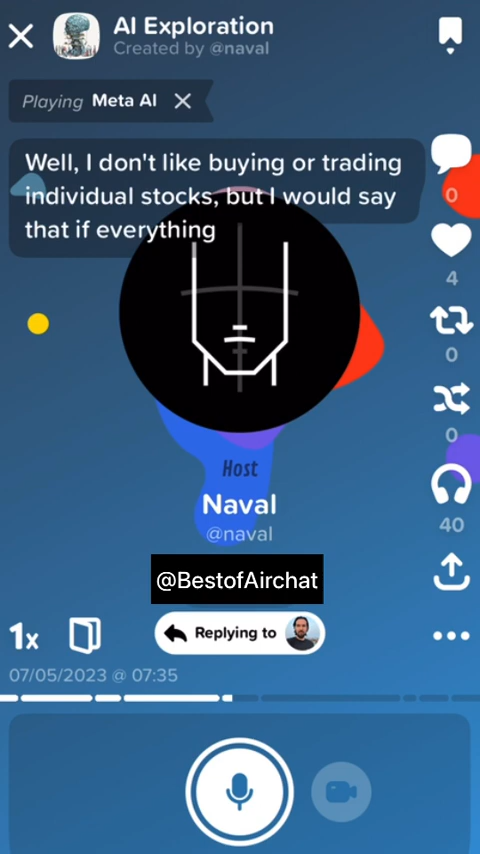 AI Exploration
Created by @naval
Playing Meta AI
Well, I don't like buying or trading
individual stocks, but I would say
that if everything
0
4
0
0
40
Host
Naval
@naval
@BestofAirchat
1x
Replying to
07/05/2023 @ 07:35